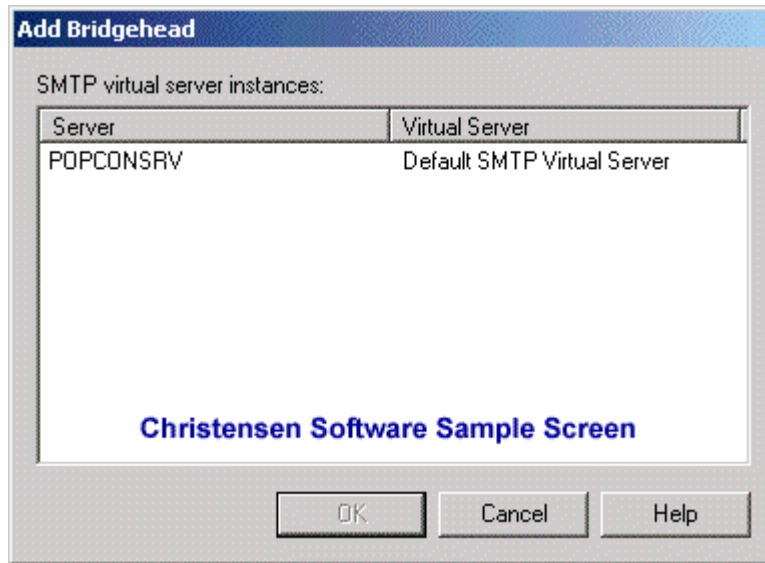 Add Bridgehead
SMTP virtual server instances:
Server Virtual Server
POPCONSRV Default SMTP Virtual Server
Christensen Software Sample Screen
OK Cancel Help